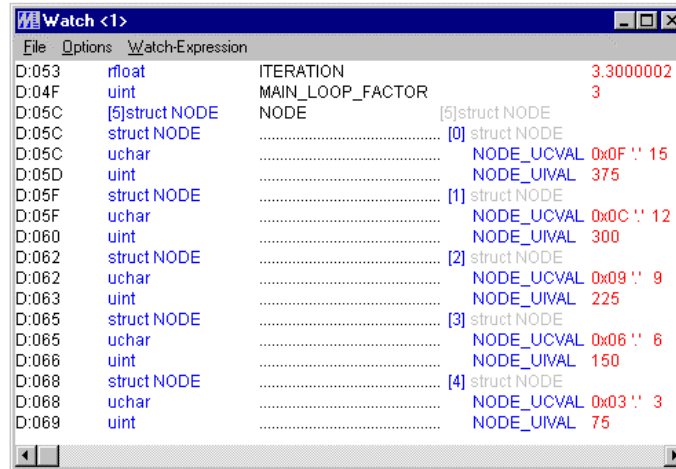 Watch <1>
File Options Watch-Expression
D:053 rfloat ITERATION 3.3000002
D:04F uint MAIN_LOOP_FACTOR 3
D:05C [5]struct NODE NODE [5]struct NODE
D:05C struct NODE ........................................ [0] struct NODE
D:05C uchar ........................................ NODE_UCVAL 0x0F '.' 15
D:05D uint ........................................ NODE_UIVAL 375
D:05F struct NODE ........................................ [1] struct NODE
D:05F uchar ........................................ NODE_UCVAL 0x0C '.' 12
D:060 uint ........................................ NODE_UIVAL 300
D:062 struct NODE ........................................ [2] struct NODE
D:062 uchar ........................................ NODE_UCVAL 0x09 '.' 9
D:063 uint ........................................ NODE_UIVAL 225
D:065 struct NODE ........................................ [3] struct NODE
D:065 uchar ........................................ NODE_UCVAL 0x06 '.' 6
D:066 uint ........................................ NODE_UIVAL 150
D:068 struct NODE ........................................ [4] struct NODE
D:068 uchar ........................................ NODE_UCVAL 0x03 '.' 3
D:069 uint ........................................ NODE_UIVAL 75